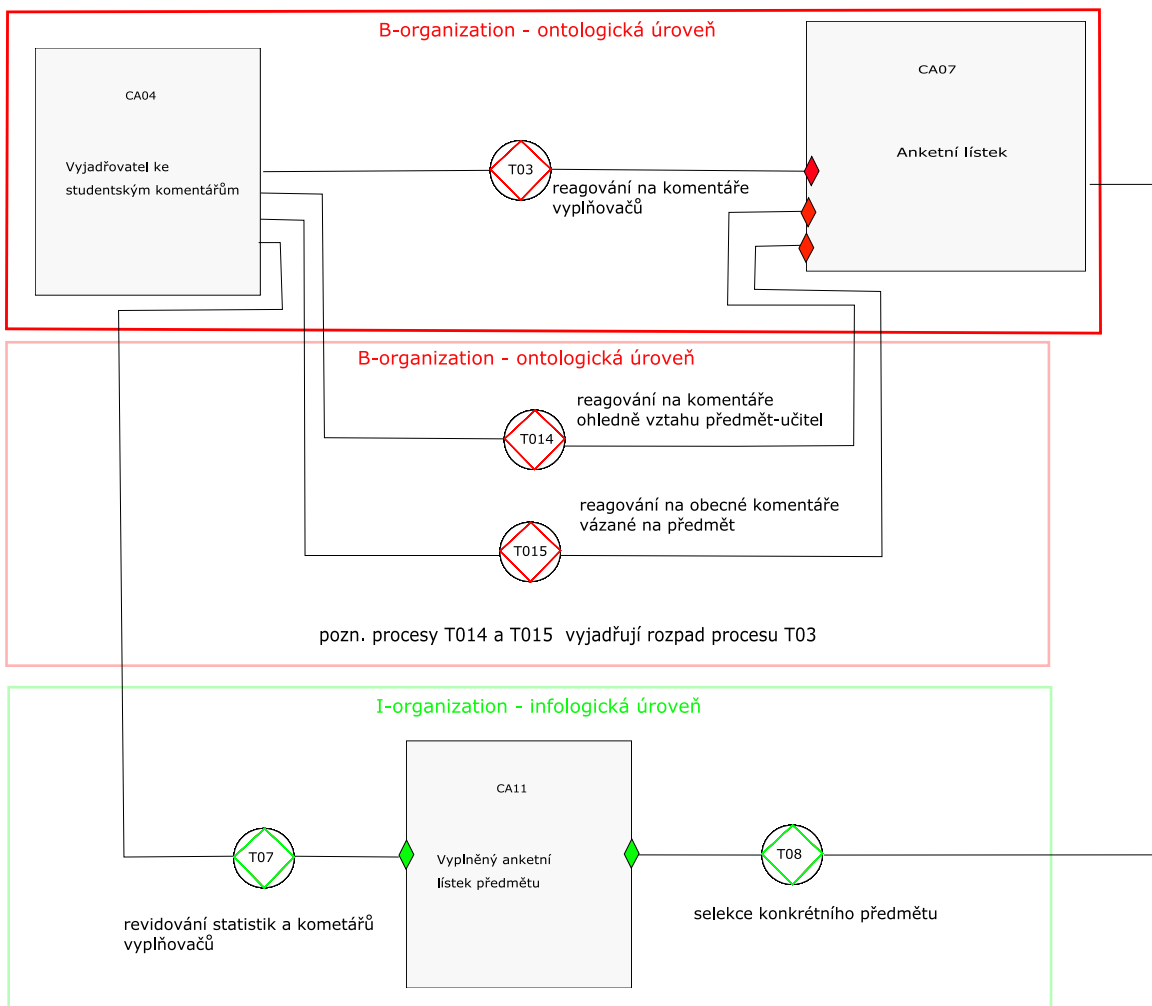 B-organization - ontologická úroveň
CA04
Vyjadřovatel ke
studentským komentářům
T03
reagování na komentáře
vyplňovačů
CA07
Anketní lístek
B-organization - ontologická úroveň
reagování na komentáře
ohledně vztahu předmět-učitel
T014
reagování na obecné komentáře
vázané na předmět
T015
pozn. procesy T014 a T015 vyjadřují rozpad procesu T03
I-organization - infologická úroveň
CA11
Vyplněný anketní
lístek předmětu
T07
revidování statistik a kometářů
vyplňovačů
T08
selekce konkrétního předmětu